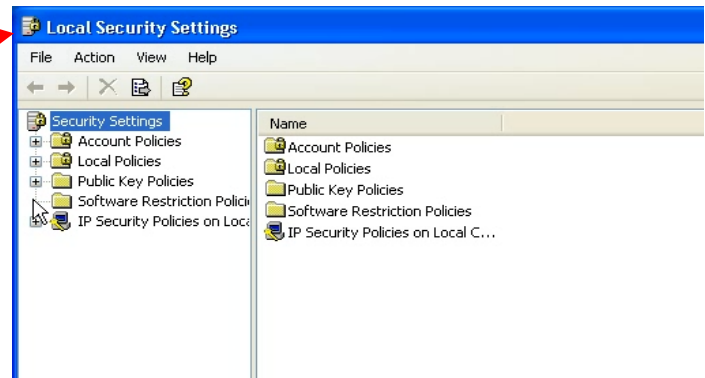 Local Security Settings
File Action View Help
Security Settings
Account Policies
Local Policies
Public Key Policies
Software Restriction Polici
IP Security Policies on Loca
Name
Account Policies
Local Policies
Public Key Policies
Software Restriction Policies
IP Security Policies on Local C...